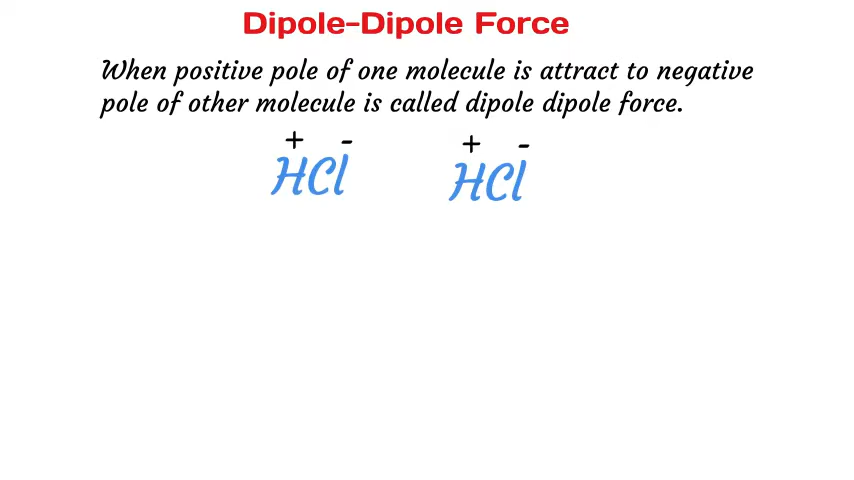 Dipole-Dipole Force
When positive pole of one molecule is attract to negative
pole of other molecule is called dipole dipole force.
+ - + -
HCl HCl